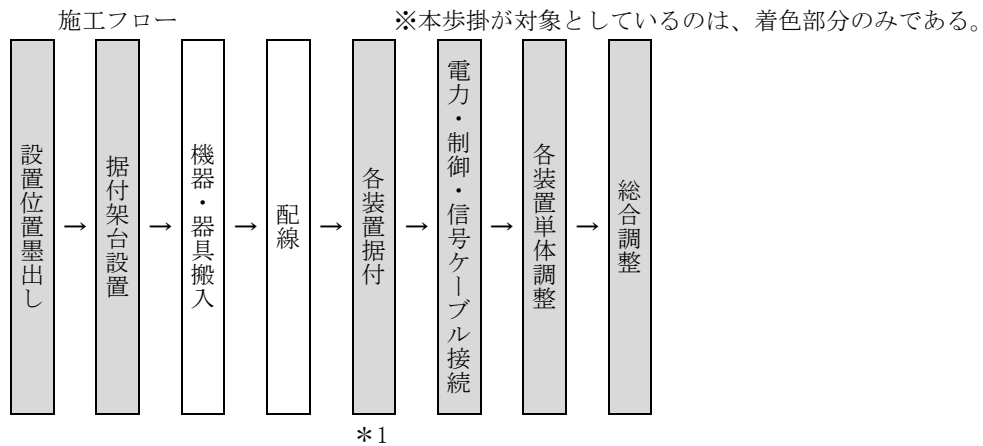 施工フロー
※本歩掛が対象としているのは、着色部分のみである。
設置位置墨出し
→
据付架台設置
→
機器・器具搬入
→
配線
→
各装置据付
→
電力・制御・信号ケーブル接続
→
各装置単体調整
→
総合調整
＊1